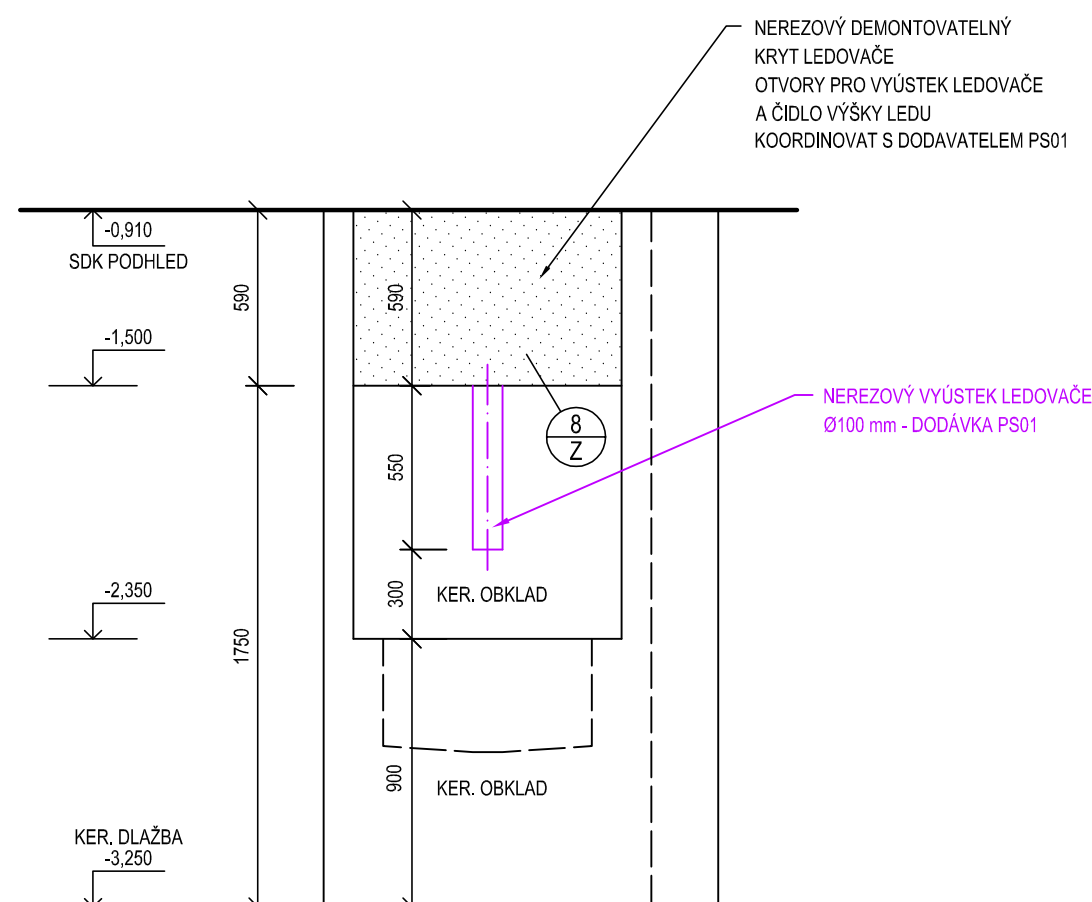 NEREZOVÝ DEMONTOVATELNÝ
KRYT LEDOVAČE
OTVORY PRO VYÚSTEK LEDOVAČE
A ČIDLO VÝŠKY LEDU
KOORDINOVAT S DODAVATELEM PS01
-0,910
SDK PODHLED
590
590
-1,500
NEREZOVÝ VYÚSTEK LEDOVAČE
Ø100 mm - DODÁVKA PS01
8
Z
550
-2,350
300
KER. OBKLAD
1750
900
KER. OBKLAD
KER. DLAŽBA
-3,250